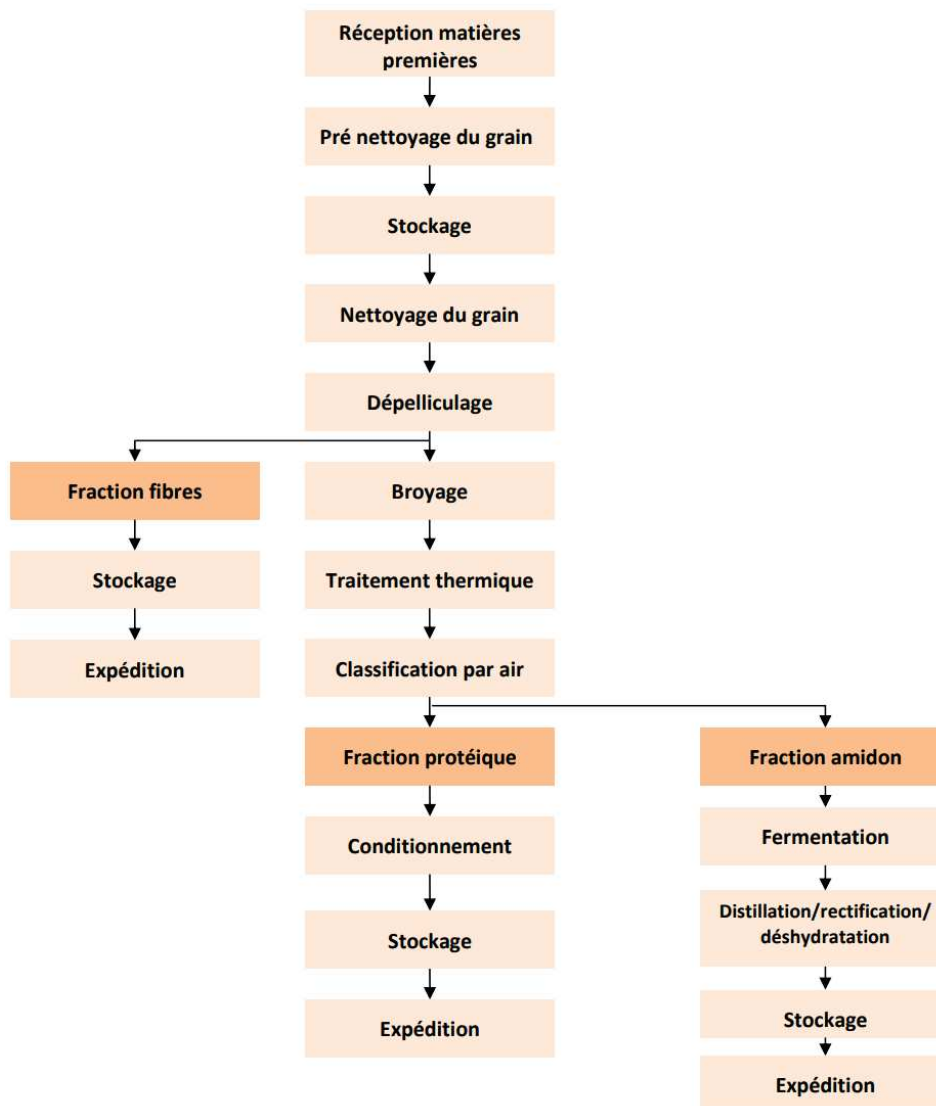 Réception matières
premières
Pré nettoyage du grain
Stockage
Nettoyage du grain
Dépelliculage
Fraction fibres
Broyage
Stockage
Traitement thermique
Expédition
Classification par air
Fraction protéique
Fraction amidon
Conditionnement
Fermentation
Stockage
Distillation/rectification/
déshydratation
Expédition
Stockage
Expédition